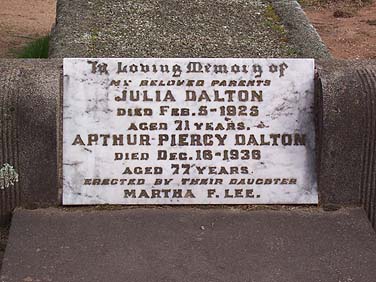 In Loving Memory of
MY BELOVED PARENTS
JULIA DALTON
DIED FEB. 5-1925
AGED 71 YEARS.
ARTHUR PIERCY DALTON
DIED DEC. 16-1936
AGED 77 YEARS.
ERECTED BY THEIR DAUGHTER
MARTHA F. LEE.